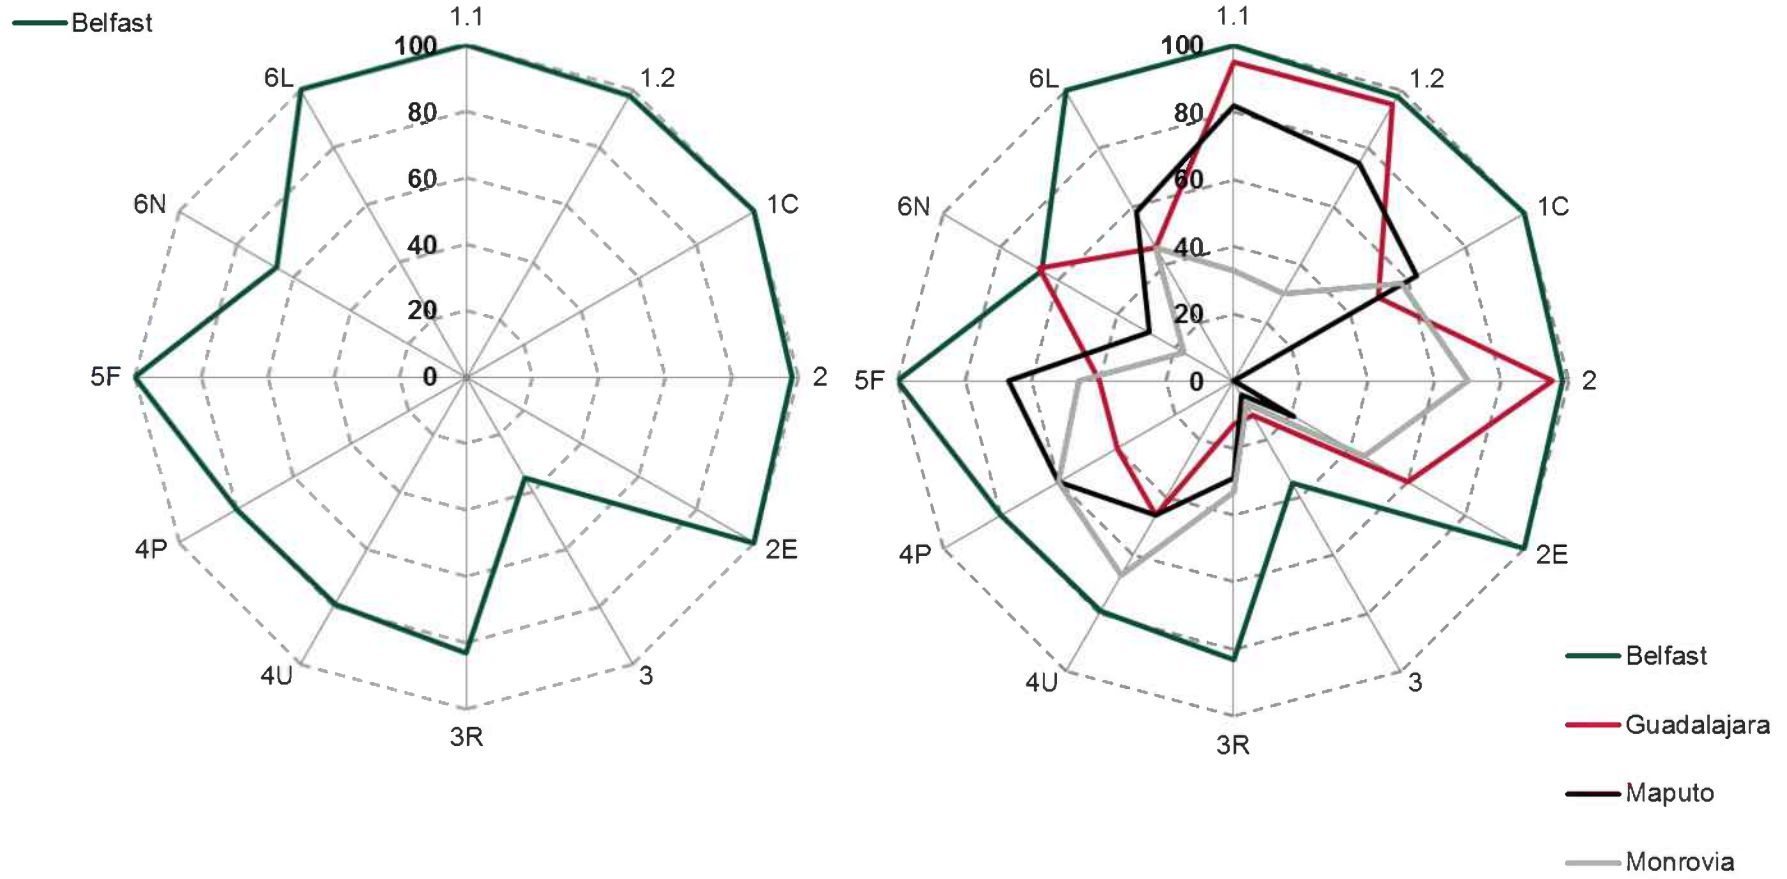 Belfast
1.1
1.2
1C
2
2E
3
3R
4U
4P
5F
6N
6L
100
80
60
40
20
0
1.1
1.2
1C
2
2E
3
3R
4U
4P
5F
6N
6L
100
80
60
40
20
0
Belfast
Guadalajara
Maputo
Monrovia